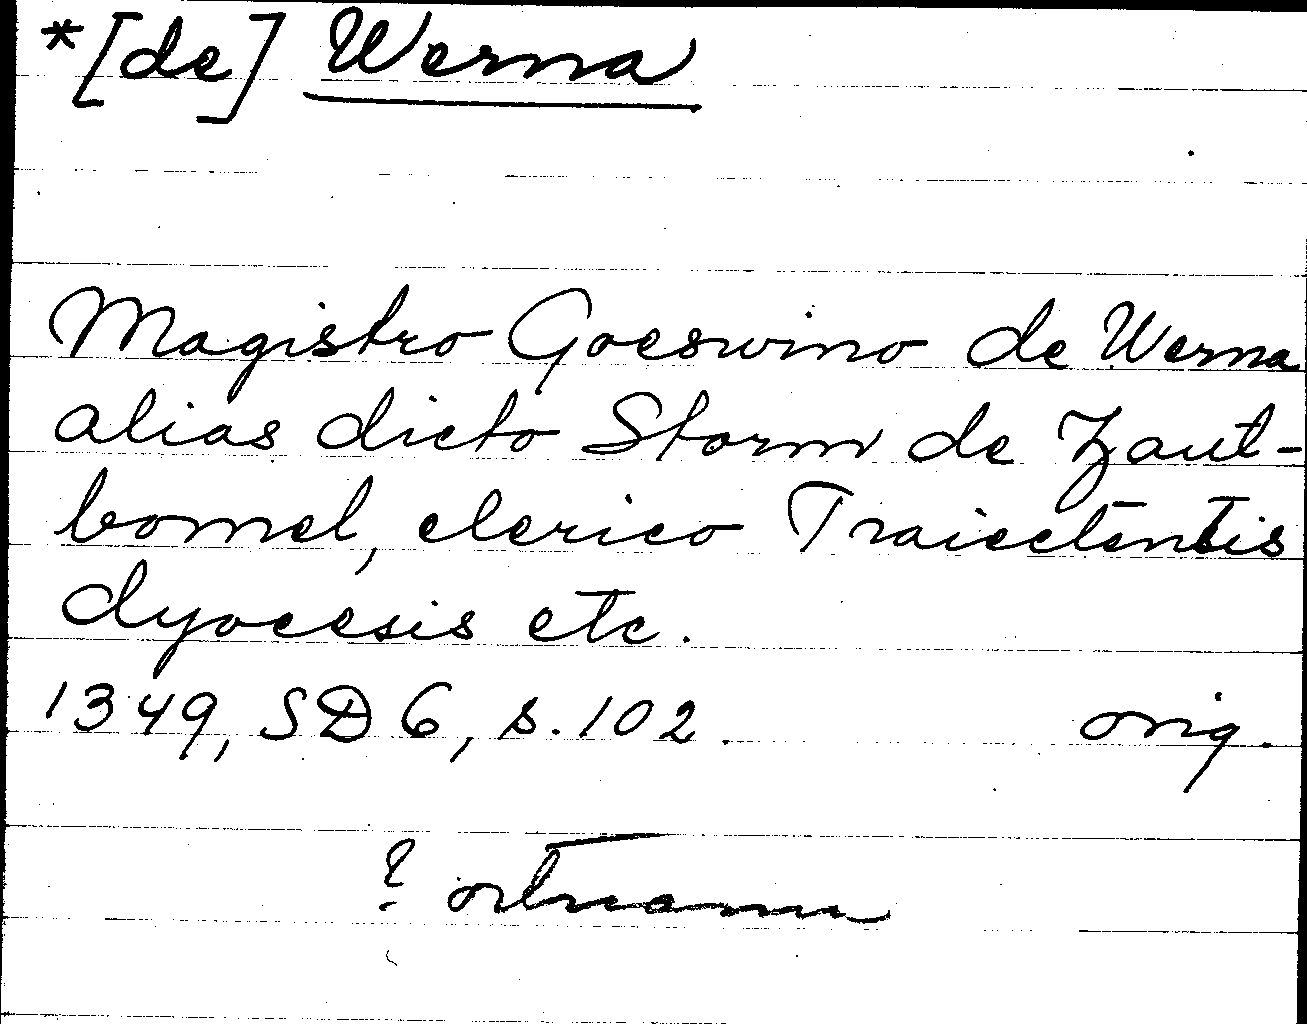 *[de] Werna
Magistro Goeswino de Werna
alias dicto Storm de Zaut-
bomel, clerico Traiectensis
dyocesis etc.
1349, SD 6, s. 102. orig.
? ortnamn